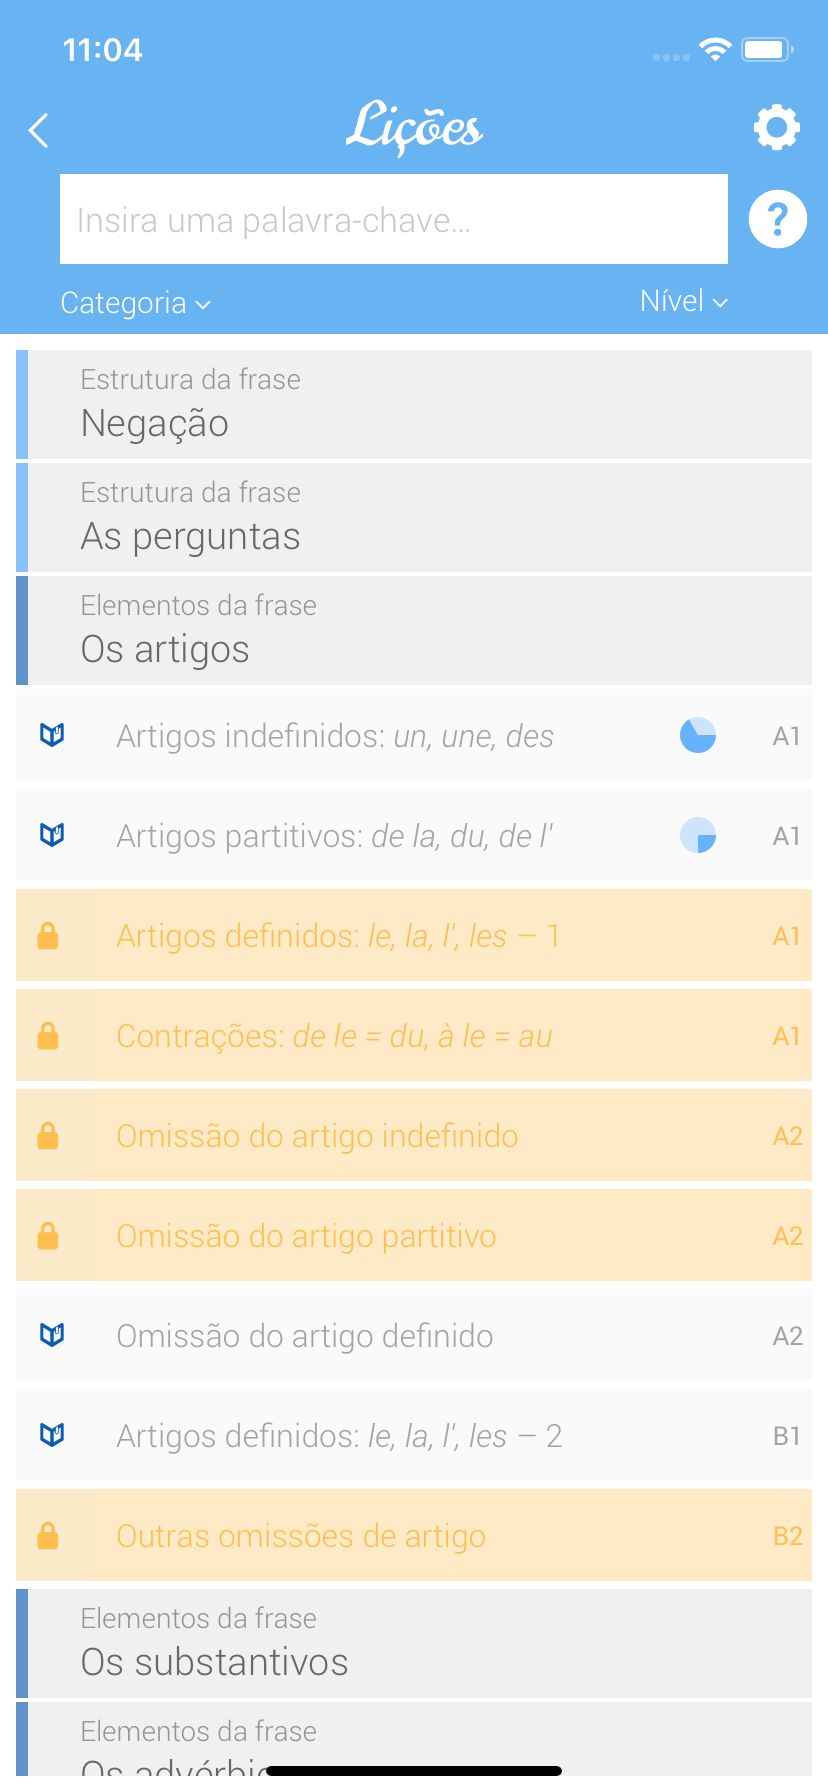 11:04
Lições
Insira uma palavra-chave...
?
Categoria
Nível
Estrutura da frase
Negação
Estrutura da frase
As perguntas
Elementos da frase
Os artigos
Artigos indefinidos: un, une, des A1
Artigos partitivos: de la, du, de l' A1
Artigos definidos: le, la, l', les – 1 A1
Contrações: de le = du, à le = au A1
Omissão do artigo indefinido A2
Omissão do artigo partitivo A2
Omissão do artigo definido A2
Artigos definidos: le, la, l', les – 2 B1
Outras omissões de artigo B2
Elementos da frase
Os substantivos
Elementos da frase
Os